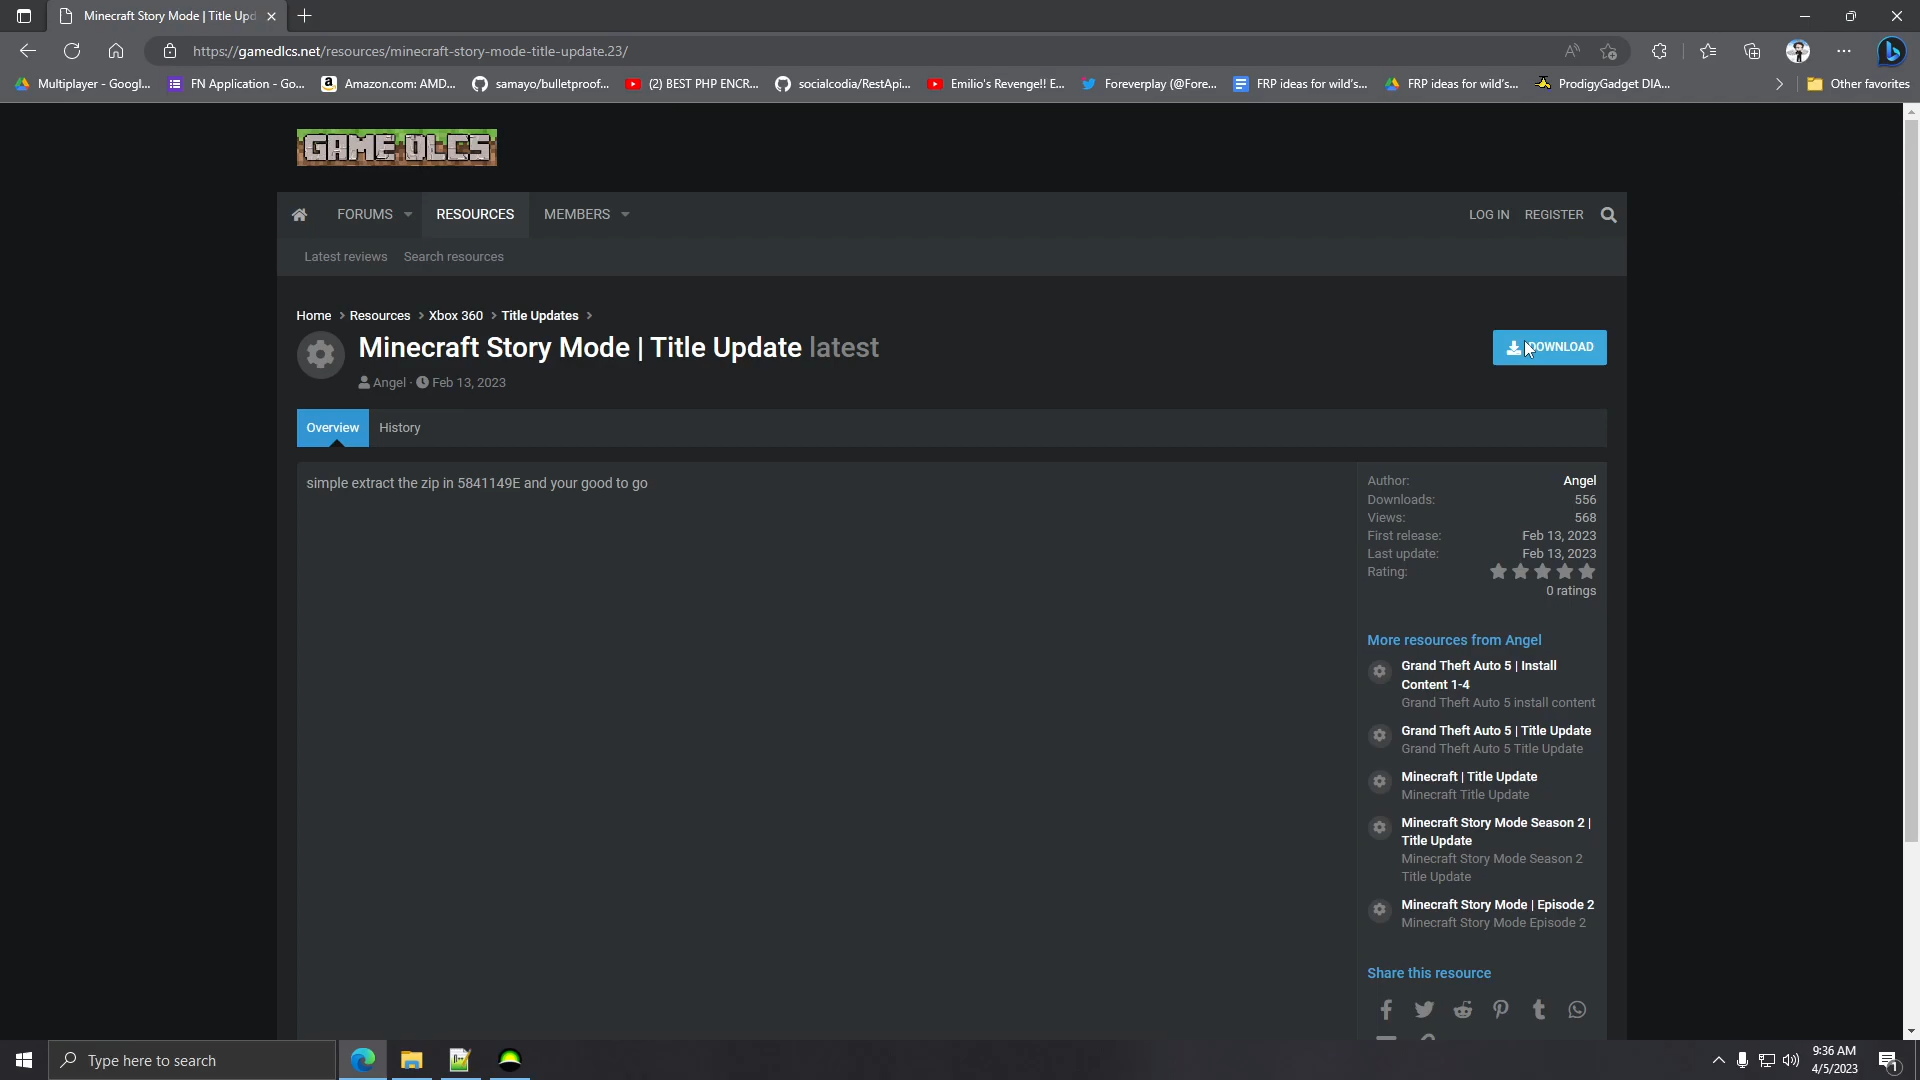 Minecraft Story Mode | Title Upd
https://gamedlcs.net/resources/minecraft-story-mode-title-update.23/
Multiplayer - Googl...
FN Application - Go...
Amazon.com: AMD...
samayo/bulletproof...
(2) BEST PHP ENCR...
socialcodia/RestApi...
Emilio's Revenge!! E...
Foreverplay (@Fore...
FRP ideas for wild's...
FRP ideas for wild's...
ProdigyGadget DIA...
Other favorites
GAME DLCS
FORUMS
RESOURCES
MEMBERS
LOG IN
REGISTER
Latest reviews
Search resources
Home > Resources > Xbox 360 > Title Updates >
Minecraft Story Mode | Title Update latest
DOWNLOAD
Angel · Feb 13, 2023
Overview
History
simple extract the zip in 5841149E and your good to go
Author: Angel
Downloads: 556
Views: 568
First release: Feb 13, 2023
Last update: Feb 13, 2023
Rating:
0 ratings
More resources from Angel
Grand Theft Auto 5 | Install
Content 1-4
Grand Theft Auto 5 install content
Grand Theft Auto 5 | Title Update
Grand Theft Auto 5 Title Update
Minecraft | Title Update
Minecraft Title Update
Minecraft Story Mode Season 2 |
Title Update
Minecraft Story Mode Season 2
Title Update
Minecraft Story Mode | Episode 2
Minecraft Story Mode Episode 2
Share this resource
Type here to search
9:36 AM
4/5/2023
1